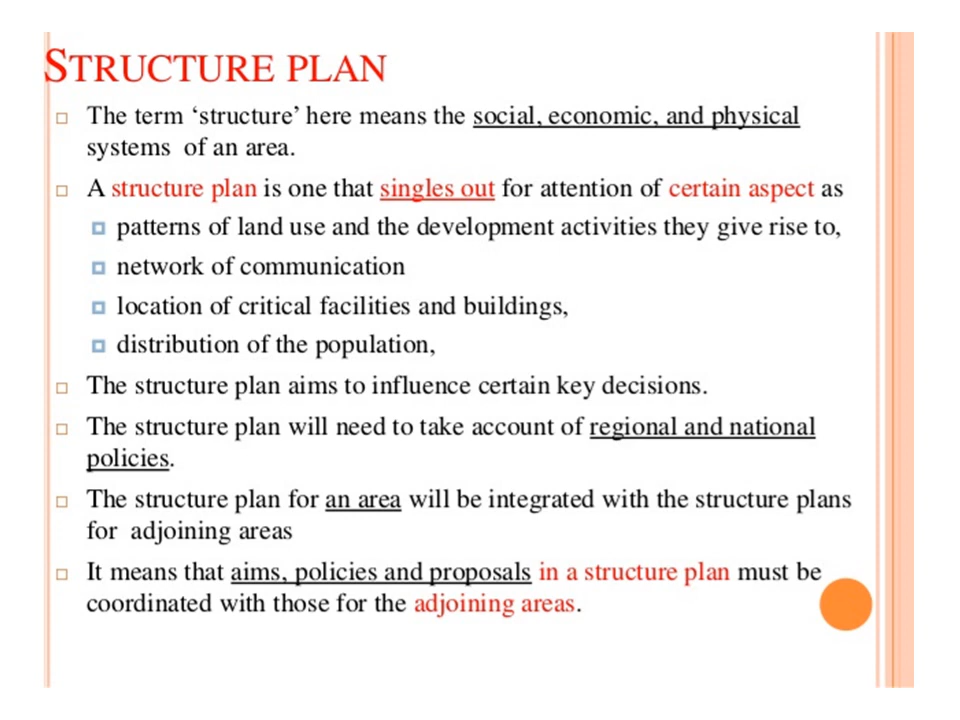 STRUCTURE PLAN
The term ‘structure’ here means the social, economic, and physical
systems of an area.
A structure plan is one that singles out for attention of certain aspect as
patterns of land use and the development activities they give rise to,
network of communication
location of critical facilities and buildings,
distribution of the population,
The structure plan aims to influence certain key decisions.
The structure plan will need to take account of regional and national
policies.
The structure plan for an area will be integrated with the structure plans
for adjoining areas
It means that aims, policies and proposals in a structure plan must be
coordinated with those for the adjoining areas.